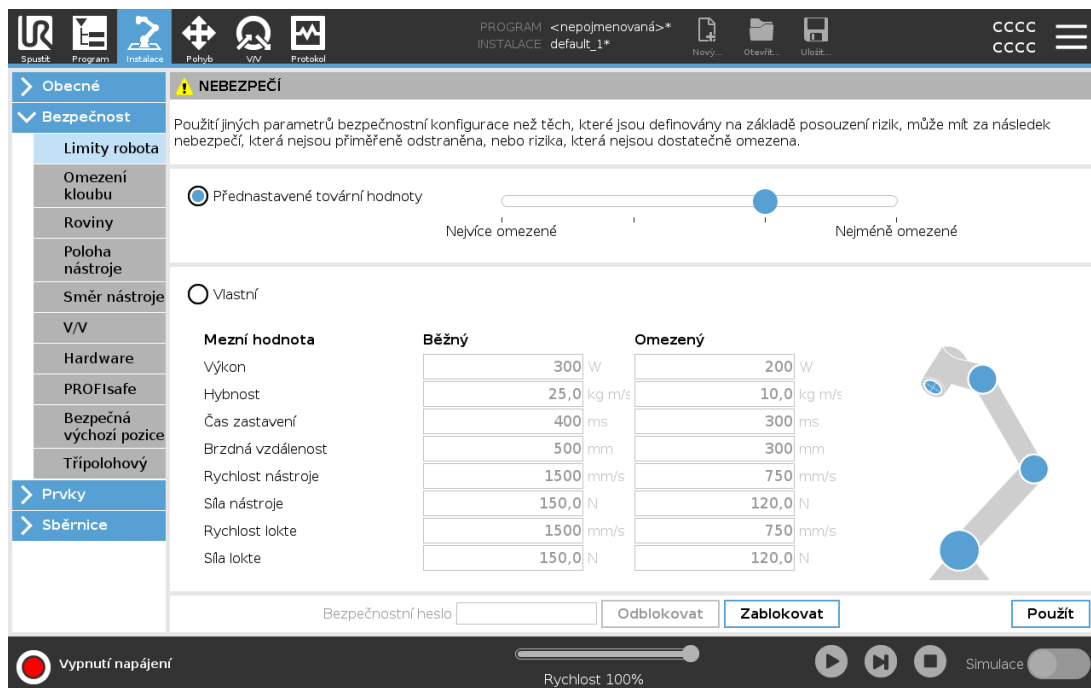 UR
PROGRAM <nepojmenovaná>*
INSTALACE default_1*
CCCC
CCCC
Spustit Program Instalace Pohyb V/V Protokol Nový... Otevřít... Uložit...
Obecné
NEBEZPEČÍ
Bezpečnost
Použití jiných parametrů bezpečnostní konfigurace než těch, které jsou definovány na základě posouzení rizik, může mít za následek
nebezpečí, která nejsou přiměřeně odstraněna, nebo rizika, která nejsou dostatečně omezena.
Limity robota
Omezení
kloubu
Roviny
Poloha
nástroje
Směr nástroje
V/V
Hardware
PROFIsafe
Bezpečná
výchozí pozice
Třípolohový
Prvky
Sběrnice
Přednastavené tovární hodnoty
Nejvíce omezené Nejméně omezené
Vlastní
Mezní hodnota Běžný Omezený
Výkon 300 W 200 W
Hybnost 25,0 kg m/s 10,0 kg m/s
Čas zastavení 400 ms 300 ms
Brzdná vzdálenost 500 mm 300 mm
Rychlost nástroje 1500 mm/s 750 mm/s
Síla nástroje 150,0 N 120,0 N
Rychlost lokte 1500 mm/s 750 mm/s
Síla lokte 150,0 N 120,0 N
Bezpečnostní heslo Odblokovat Zablokovat Použít
Vypnutí napájení
Rychlost 100%
Simulace